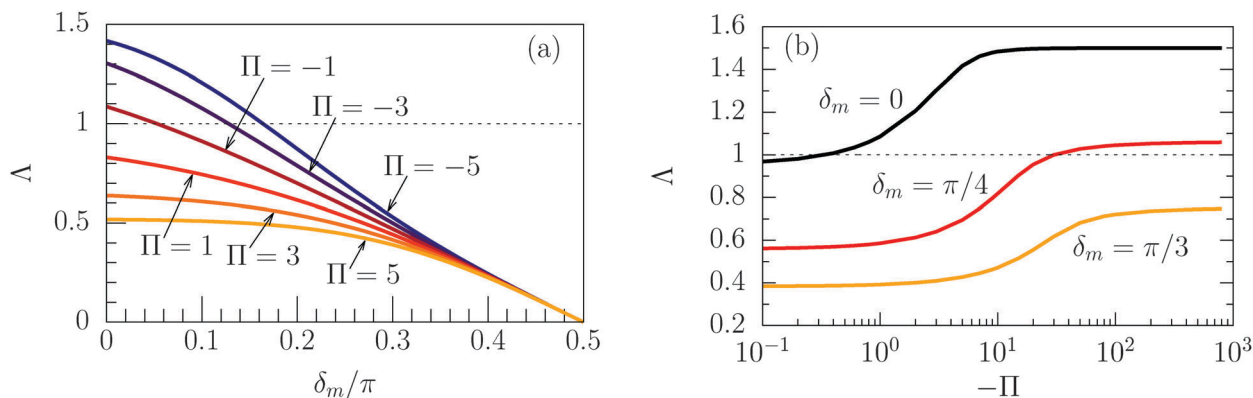 (a)
1.5
1
0.5
0
Λ
Π = −1
Π = −3
Π = −5
Π = 1
Π = 3
Π = 5
0 0.1 0.2 0.3 0.4 0.5
δm/π
(b)
1.6
1.4
1.2
1
0.8
0.6
0.4
0.2
Λ
δm = 0
δm = π/4
δm = π/3
10⁻¹ 10⁰ 10¹ 10² 10³
−Π